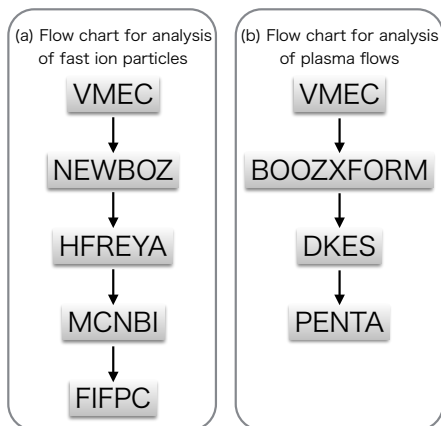 (a) Flow chart for analysis
of fast ion particles
VMEC
NEWBOZ
HFREYA
MCNBI
FIFPC
(b) Flow chart for analysis
of plasma flows
VMEC
BOOZXFORM
DKES
PENTA